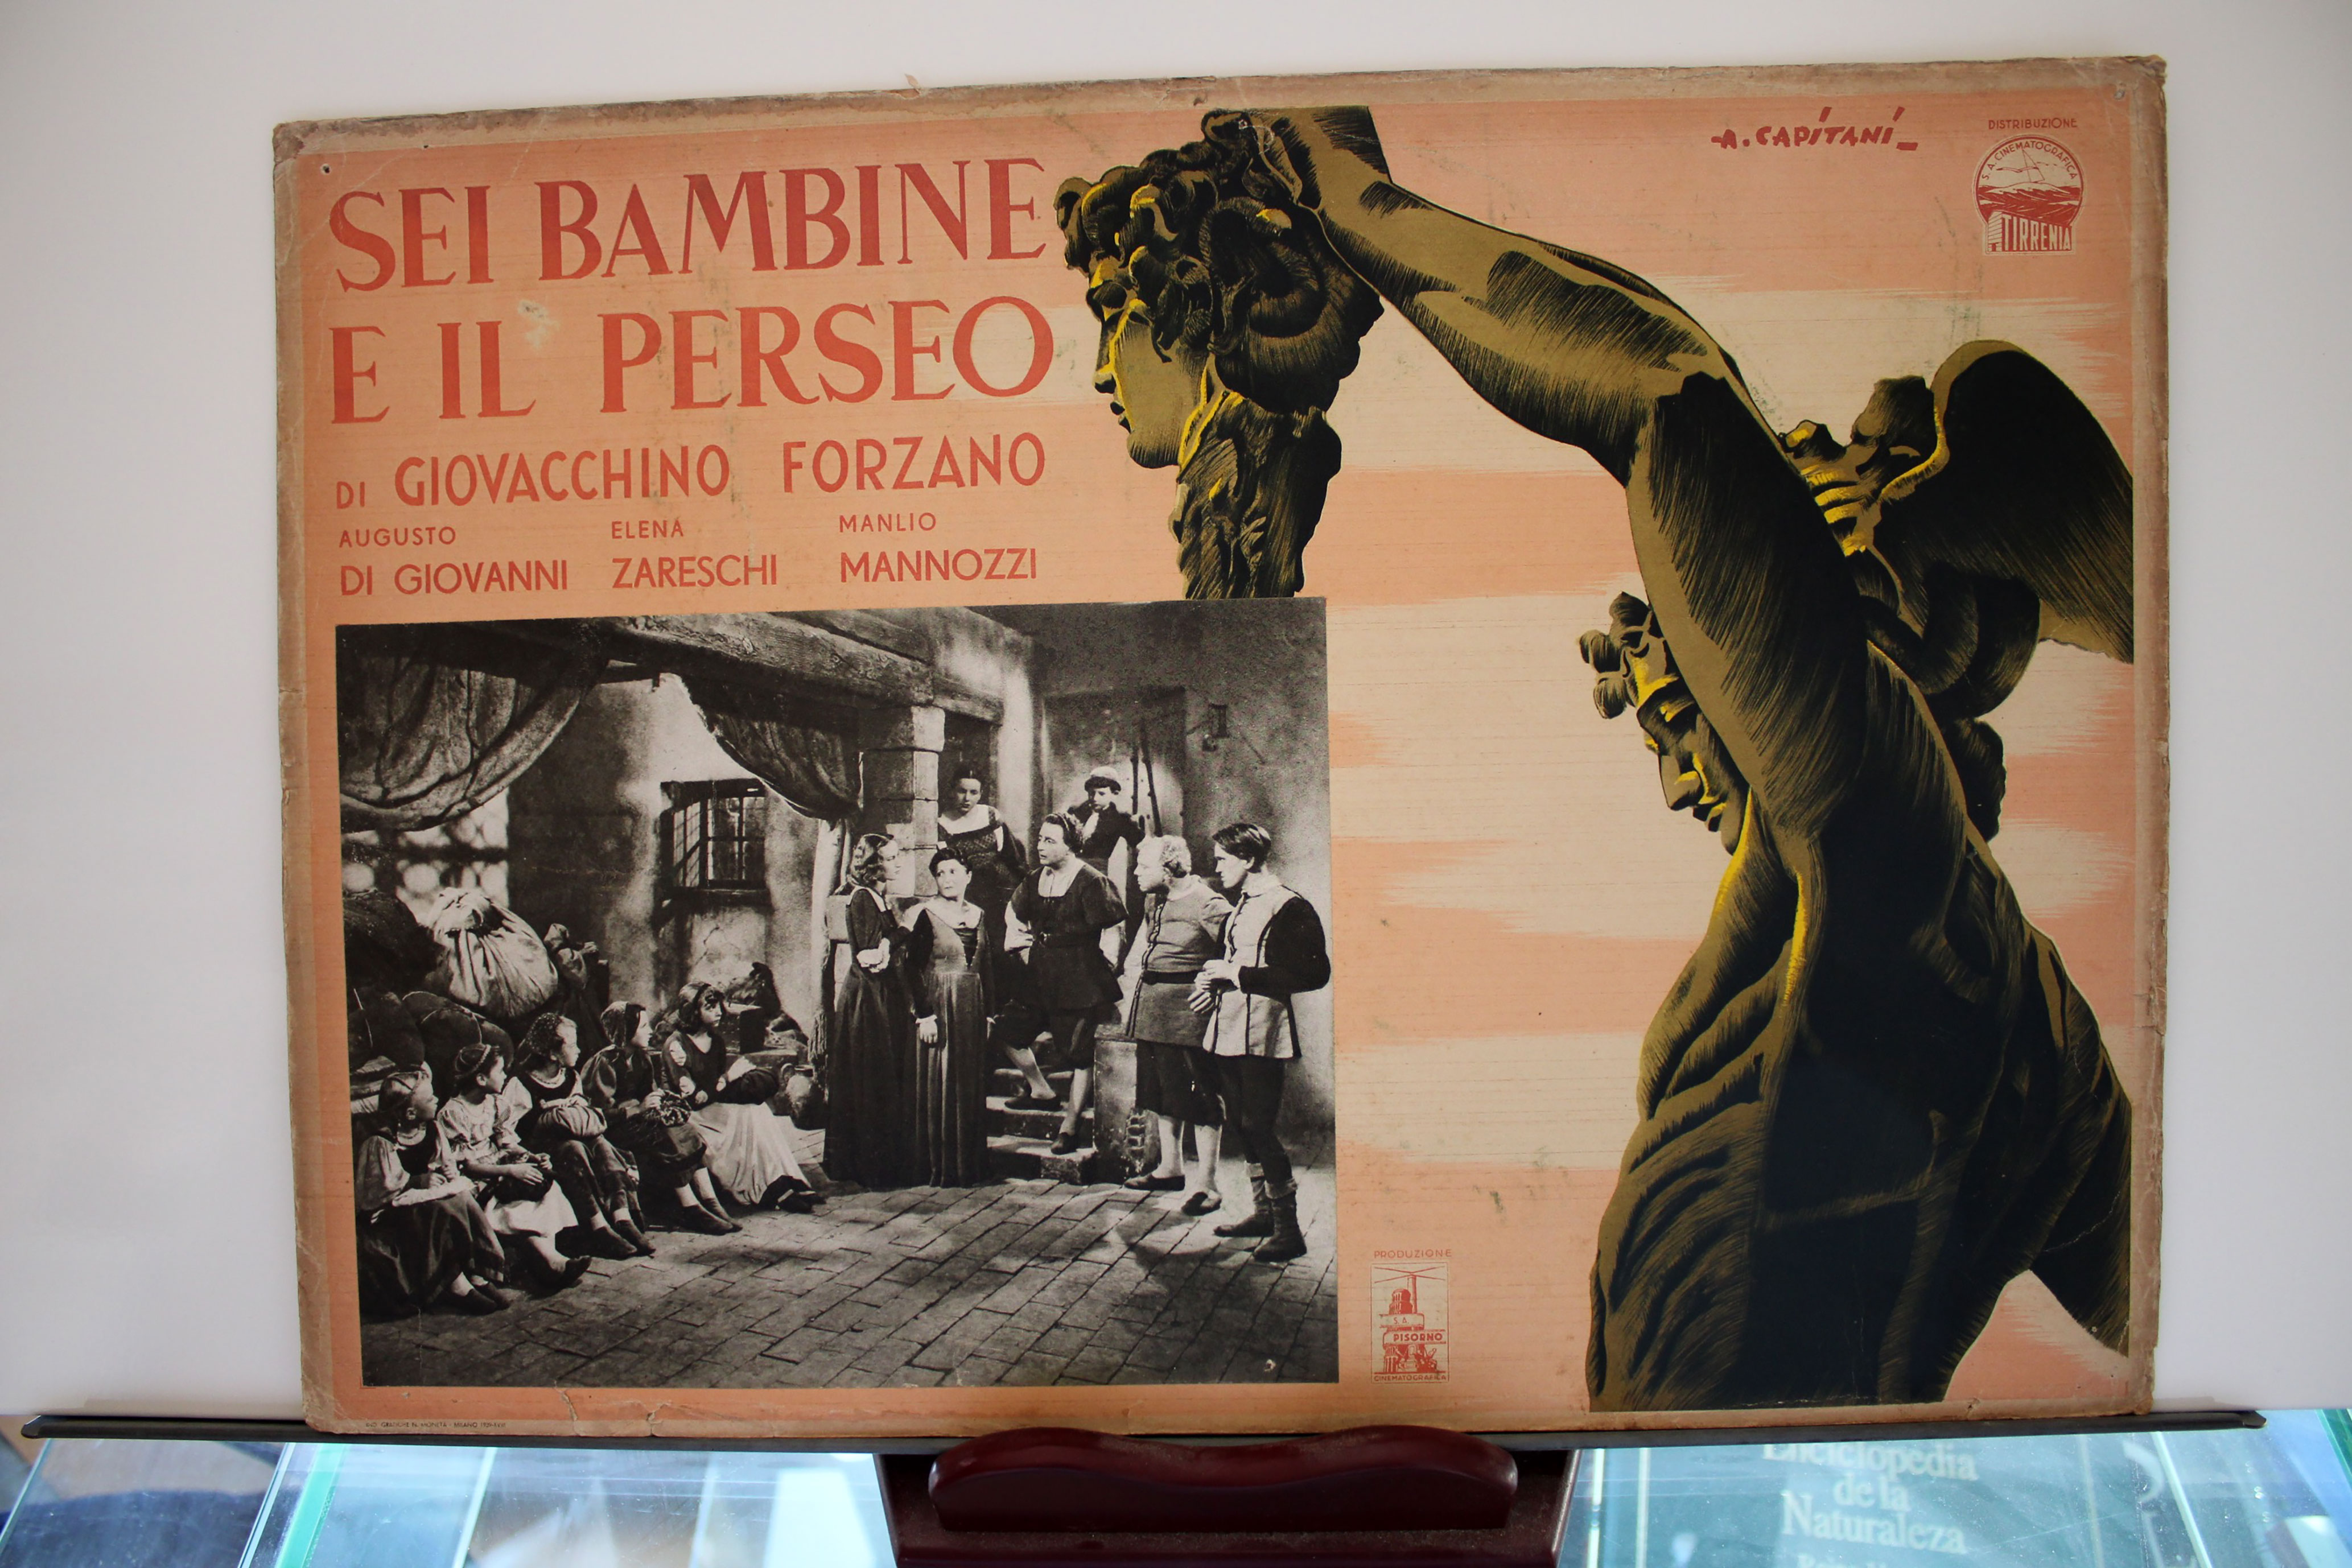 SEI BAMBINE
E IL PERSEO
DI GIOVACCHINO FORZANO
AUGUSTO
DI GIOVANNI
ELENA
ZARESCHI
MANLIO
MANNOZZI
A. CAPITANI
DISTRIBUZIONE
S. A. CINEMATOGRAFICA
TIRRENIA
PRODUZIONE
S.A.
PISORNO
CINEMATOGRAFICA
MILANO
Enciclopedia
de la
Naturaleza